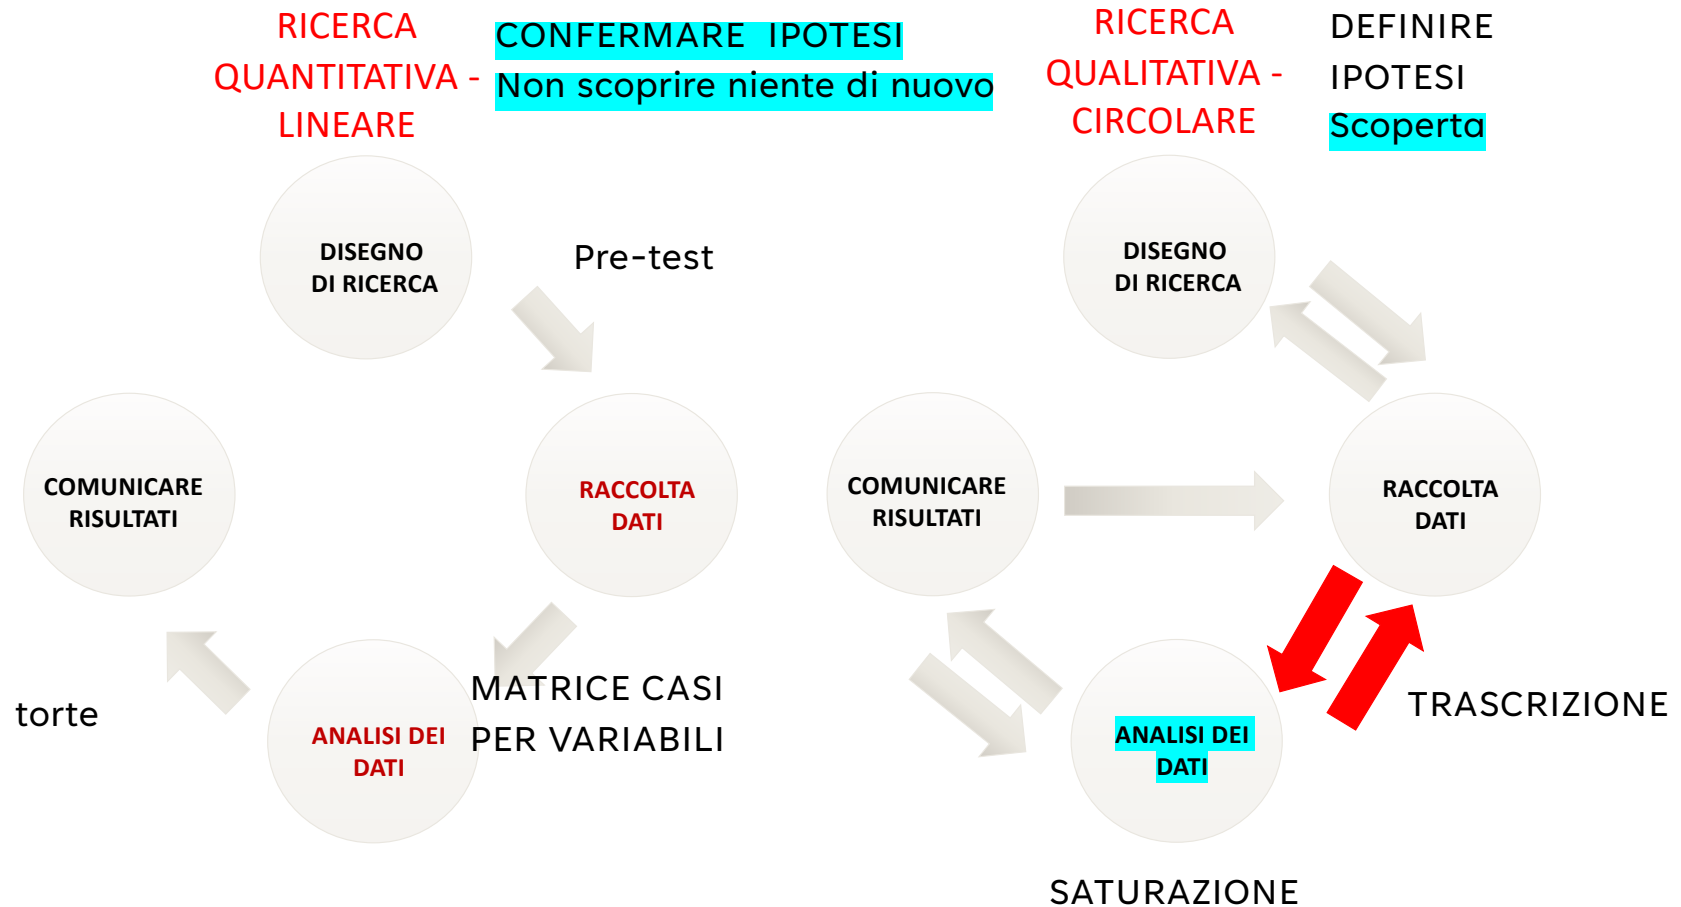 RICERCA
QUANTITATIVA -
LINEARE
CONFERMARE IPOTESI
Non scoprire niente di nuovo
DISEGNO
DI RICERCA
Pre-test
COMUNICARE
RISULTATI
RACCOLTA
DATI
torte
ANALISI DEI
DATI
MATRICE CASI
PER VARIABILI
RICERCA
QUALITATIVA -
CIRCOLARE
DEFINIRE
IPOTESI
Scoperta
DISEGNO
DI RICERCA
COMUNICARE
RISULTATI
RACCOLTA
DATI
ANALISI DEI
DATI
TRASCRIZIONE
SATURAZIONE